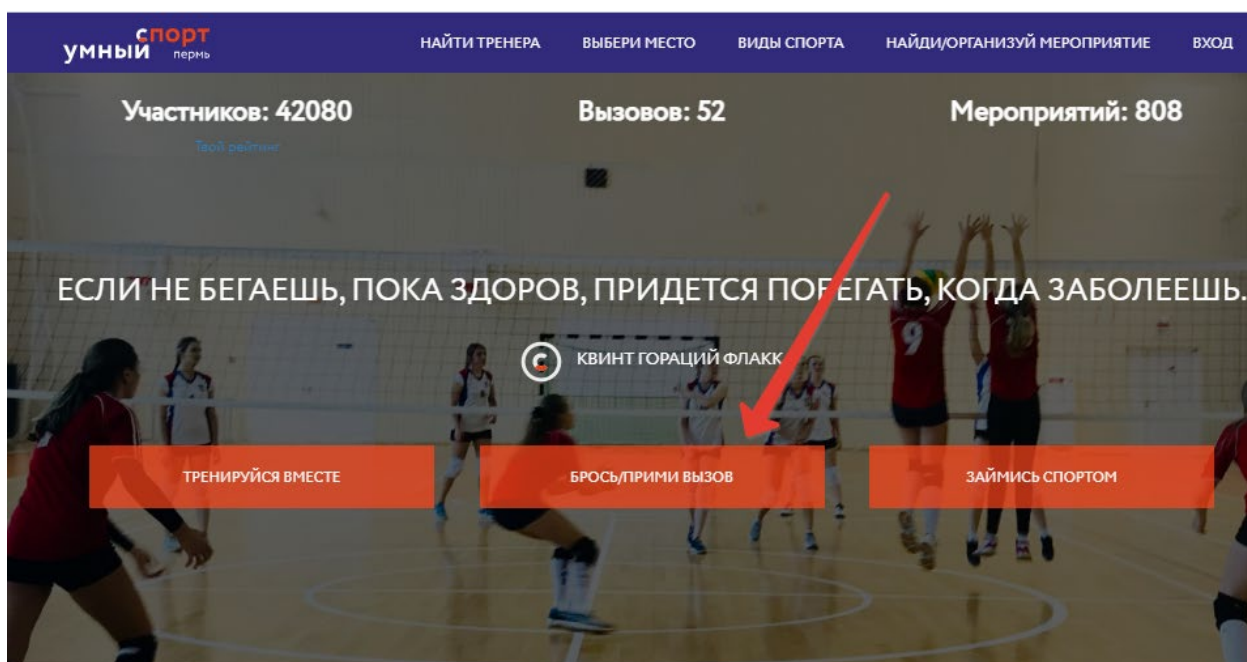 умный спорт
пермь
НАЙТИ ТРЕНЕРА ВЫБЕРИ МЕСТО ВИДЫ СПОРТА НАЙДИ/ОРГАНИЗУЙ МЕРОПРИЯТИЕ ВХОД
Участников: 42080 Вызовов: 52 Мероприятий: 808
Твой рейтинг
ЕСЛИ НЕ БЕГАЕШЬ, ПОКА ЗДОРОВ, ПРИДЕТСЯ ПОБЕГАТЬ, КОГДА ЗАБОЛЕЕШЬ.
КВИНТ ГОРАЦИЙ ФЛАКК
9
ТРЕНИРУЙСЯ ВМЕСТЕ БРОСЬ/ПРИМИ ВЫЗОВ ЗАЙМИСЬ СПОРТОМ